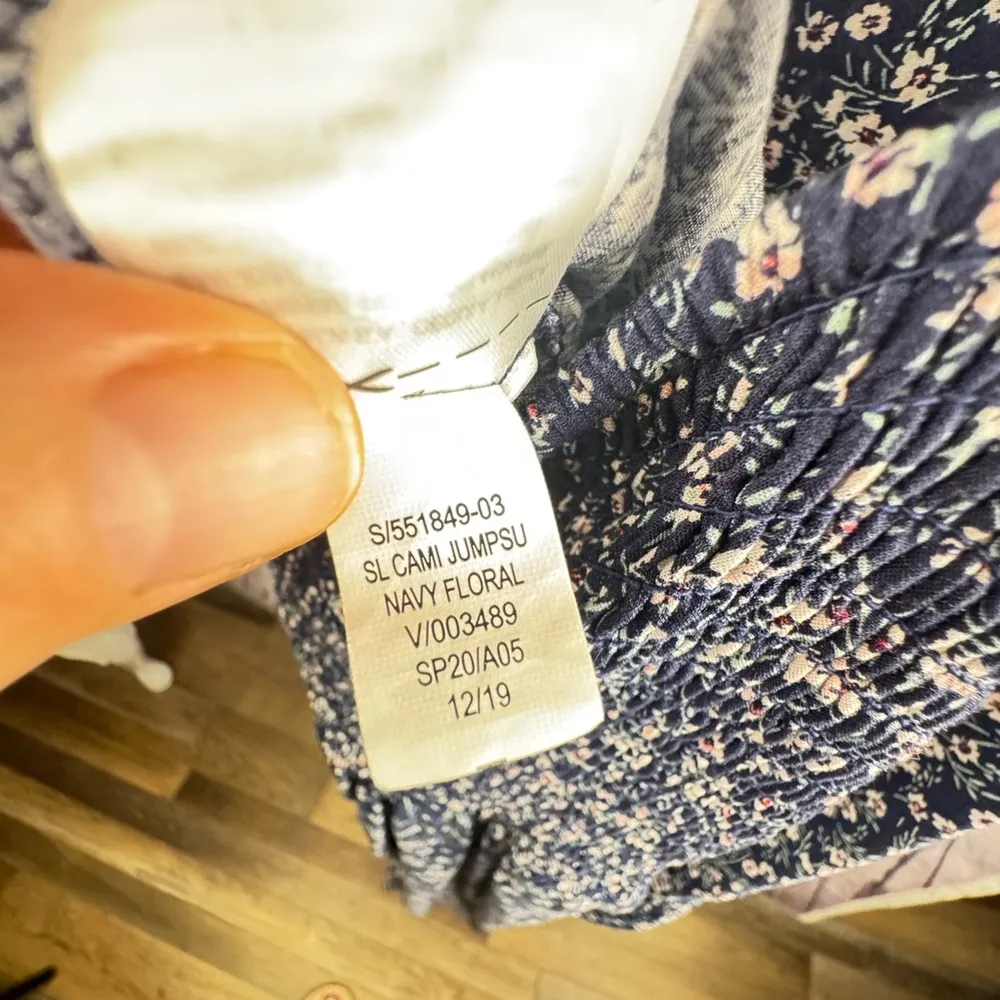 S/551849-03
SL CAMI JUMPSU
NAVY FLORAL
V/003489
SP20/A05
12/19